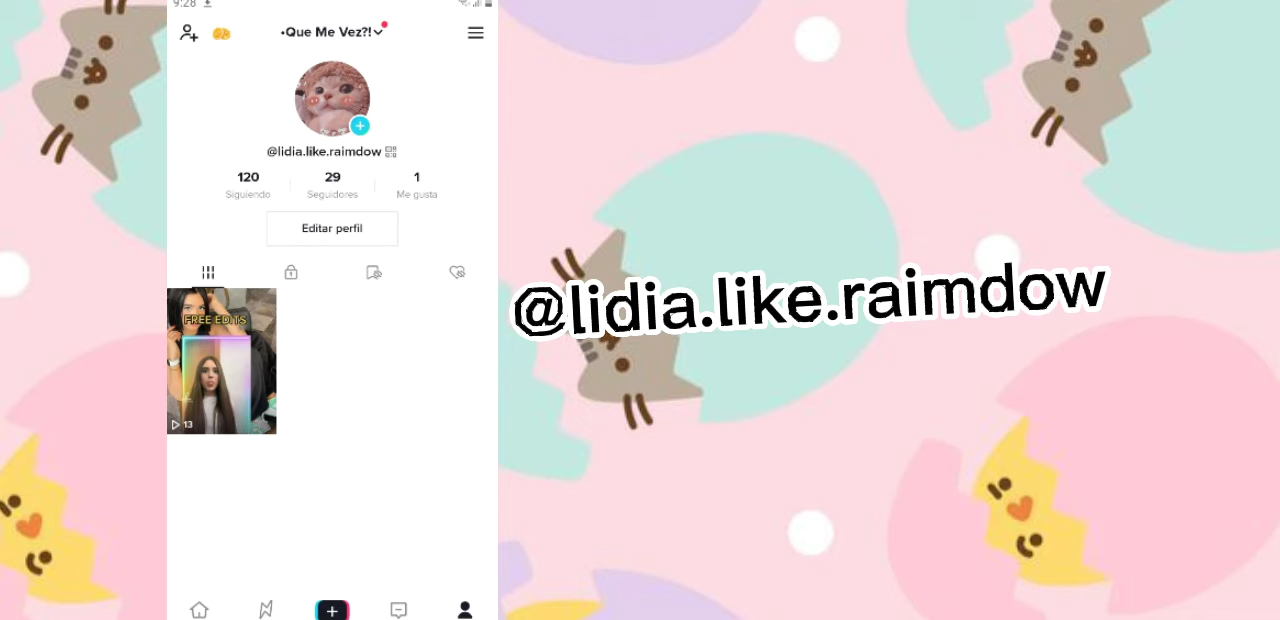 9:28
•Que Me Vez?!
@lidia.like.raimdow
120 29 1
Siguiendo Seguidores Me gusta
Editar perfil
FREE EDITS
13
@lidia.like.raimdow